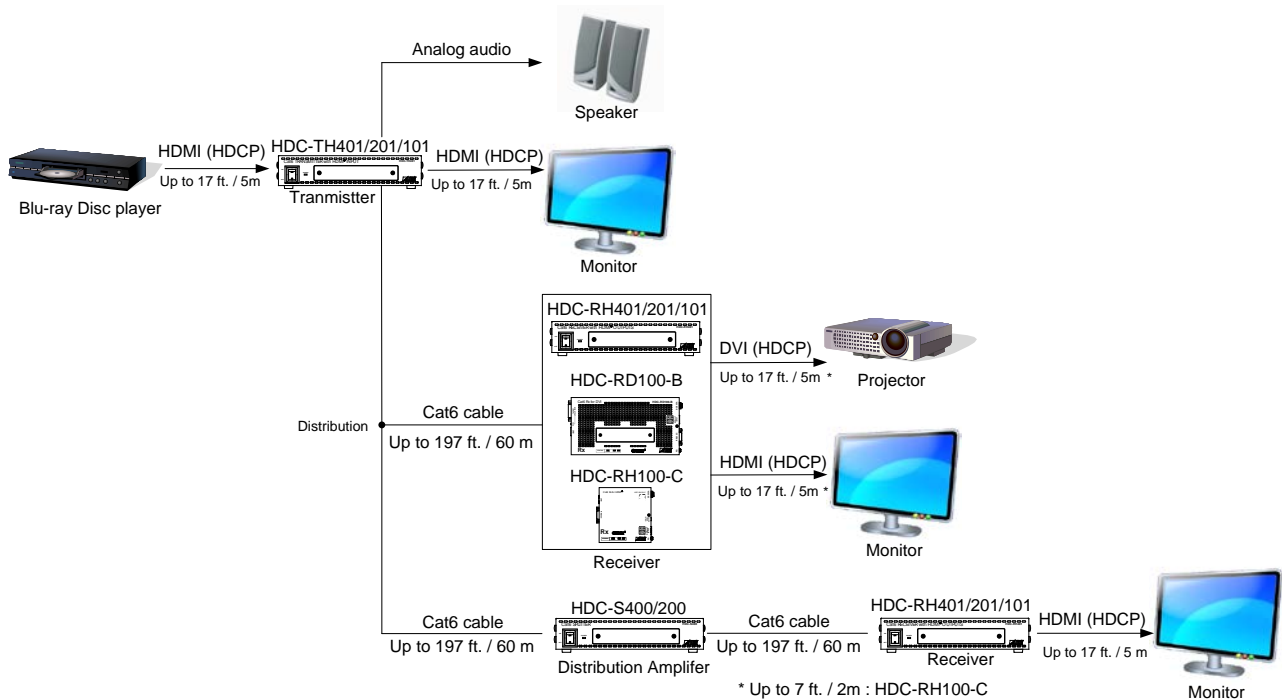 Analog audio
Speaker
HDMI (HDCP)
Up to 17 ft. / 5m
Blu-ray Disc player
HDC-TH401/201/101
Tranmistter
HDMI (HDCP)
Up to 17 ft. / 5m
Monitor
Distribution
Cat6 cable
Up to 197 ft. / 60 m
HDC-RH401/201/101
HDC-RD100-B
Rx
HDC-RH100-C
Rx
Receiver
DVI (HDCP)
Up to 17 ft. / 5m *
Projector
HDMI (HDCP)
Up to 17 ft. / 5m *
Monitor
Cat6 cable
Up to 197 ft. / 60 m
HDC-S400/200
Distribution Amplifer
Cat6 cable
Up to 197 ft. / 60 m
HDC-RH401/201/101
Receiver
HDMI (HDCP)
Up to 17 ft. / 5 m
Monitor
* Up to 7 ft. / 2m : HDC-RH100-C